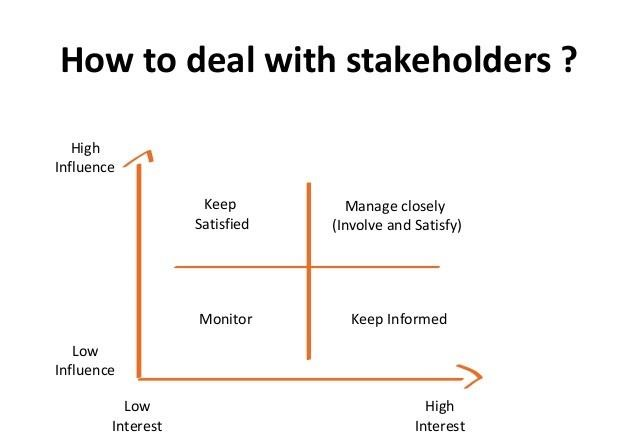 How to deal with stakeholders ?
High
Influence
Keep
Satisfied
Manage closely
(Involve and Satisfy)
Monitor
Keep Informed
Low
Influence
Low
Interest
High
Interest